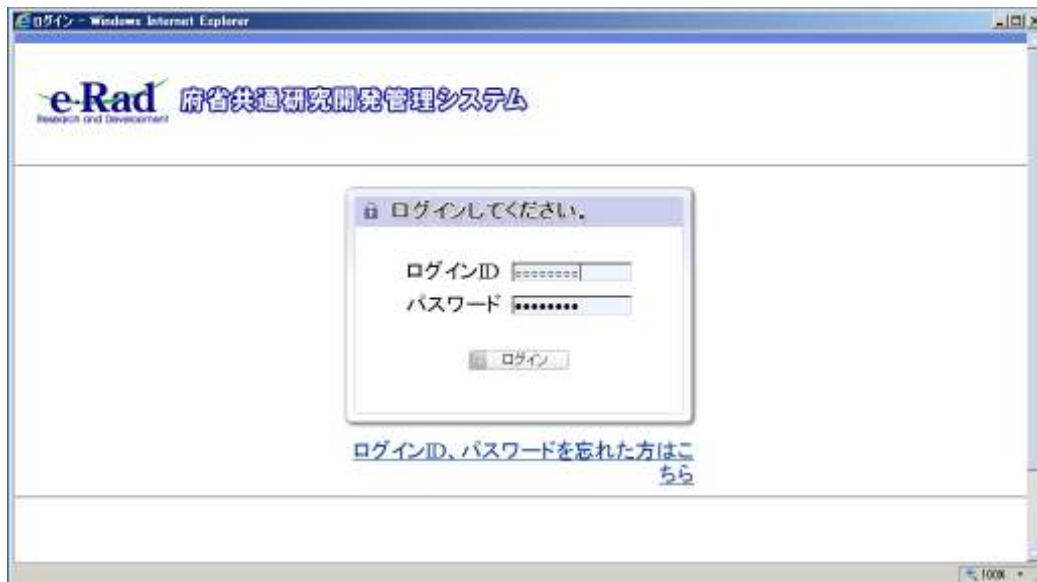 ログイン - Windows Internet Explorer
e-Rad 府省共通研究開発管理システム
Research and Development
ログインしてください。
ログインID
パスワード
ログイン
ログインID、パスワードを忘れた方はこ
ちら
100%